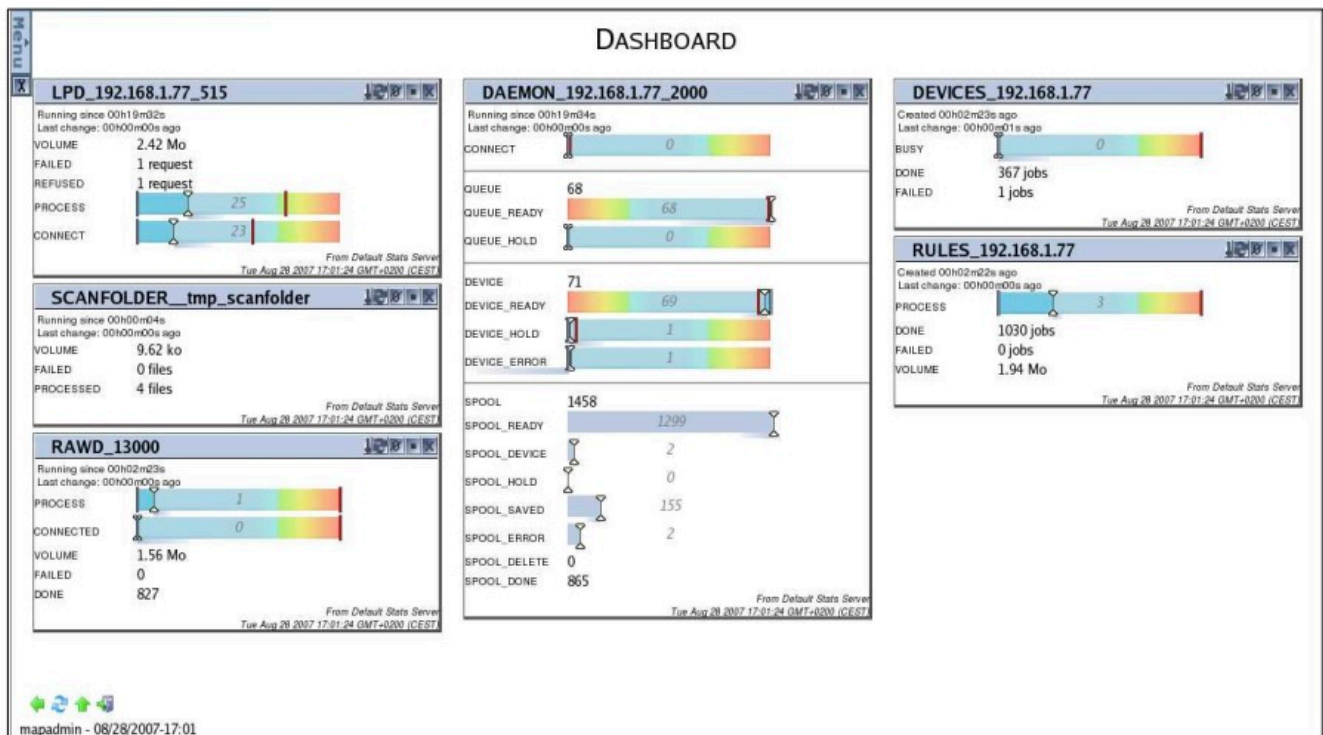 Menu
X
DASHBOARD
LPD_192.168.1.77_515
Running since 00h19m32s
Last change: 00h00m00s ago
VOLUME 2.42 Mo
FAILED 1 request
REFUSED 1 request
PROCESS 25
CONNECT 23
From Default Stats Server
Tue Aug 28 2007 17:01:24 GMT+0200 (CEST)
SCANFOLDER__tmp_scanfolder
Running since 00h00m04s
Last change: 00h00m00s ago
VOLUME 9.62 ko
FAILED 0 files
PROCESSED 4 files
From Default Stats Server
Tue Aug 28 2007 17:01:24 GMT+0200 (CEST)
RAWD_13000
Running since 00h02m23s
Last change: 00h00m00s ago
PROCESS 1
CONNECTED 0
VOLUME 1.56 Mo
FAILED 0
DONE 827
From Default Stats Server
Tue Aug 28 2007 17:01:24 GMT+0200 (CEST)
DAEMON_192.168.1.77_2000
Running since 00h19m34s
Last change: 00h00m00s ago
CONNECT 0
QUEUE 68
QUEUE_READY 68
QUEUE_HOLD 0
DEVICE 71
DEVICE_READY 69
DEVICE_HOLD 1
DEVICE_ERROR 1
SPOOL 1458
SPOOL_READY 1299
SPOOL_DEVICE 2
SPOOL_HOLD 0
SPOOL_SAVED 155
SPOOL_ERROR 2
SPOOL_DELETE 0
SPOOL_DONE 865
From Default Stats Server
Tue Aug 28 2007 17:01:24 GMT+0200 (CEST)
DEVICES_192.168.1.77
Created 00h02m23s ago
Last change: 00h00m01s ago
BUSY 0
DONE 367 jobs
FAILED 1 jobs
From Default Stats Server
Tue Aug 28 2007 17:01:24 GMT+0200 (CEST)
RULES_192.168.1.77
Created 00h02m22s ago
Last change: 00h00m00s ago
PROCESS 3
DONE 1030 jobs
FAILED 0 jobs
VOLUME 1.94 Mo
From Default Stats Server
Tue Aug 28 2007 17:01:24 GMT+0200 (CEST)
mapadmin - 08/28/2007-17:01